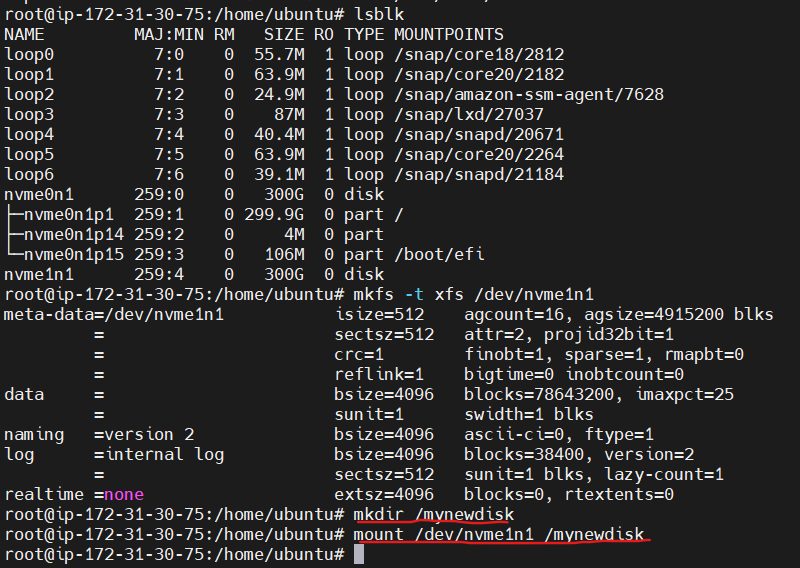 root@ip-172-31-30-75:/home/ubuntu# lsblk
NAME         MAJ:MIN RM   SIZE RO TYPE MOUNTPOINTS
loop0          7:0    0  55.7M  1 loop /snap/core18/2812
loop1          7:1    0  63.9M  1 loop /snap/core20/2182
loop2          7:2    0  24.9M  1 loop /snap/amazon-ssm-agent/7628
loop3          7:3    0    87M  1 loop /snap/lxd/27037
loop4          7:4    0  40.4M  1 loop /snap/snapd/20671
loop5          7:5    0  63.9M  1 loop /snap/core20/2264
loop6          7:6    0  39.1M  1 loop /snap/snapd/21184
nvme0n1      259:0    0   300G  0 disk
├─nvme0n1p1  259:1    0 299.9G  0 part /
├─nvme0n1p14 259:2    0     4M  0 part
└─nvme0n1p15 259:3    0   106M  0 part /boot/efi
nvme1n1      259:4    0   300G  0 disk
root@ip-172-31-30-75:/home/ubuntu# mkfs -t xfs /dev/nvme1n1
meta-data=/dev/nvme1n1           isize=512    agcount=16, agsize=4915200 blks
         =                       sectsz=512   attr=2, projid32bit=1
         =                       crc=1        finobt=1, sparse=1, rmapbt=0
         =                       reflink=1    bigtime=0 inobtcount=0
data     =                       bsize=4096   blocks=78643200, imaxpct=25
         =                       sunit=1      swidth=1 blks
naming   =version 2              bsize=4096   ascii-ci=0, ftype=1
log      =internal log           bsize=4096   blocks=38400, version=2
         =                       sectsz=512   sunit=1 blks, lazy-count=1
realtime =none                   extsz=4096   blocks=0, rtextents=0
root@ip-172-31-30-75:/home/ubuntu# mkdir /mynewdisk
root@ip-172-31-30-75:/home/ubuntu# mount /dev/nvme1n1 /mynewdisk
root@ip-172-31-30-75:/home/ubuntu#